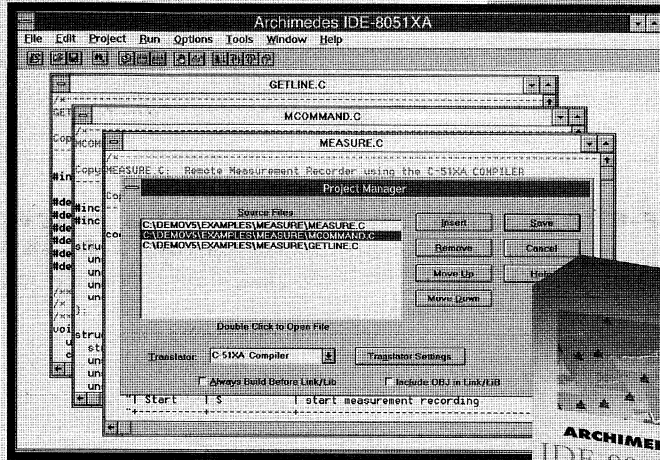 Archimedes IDE-8051XA
File Edit Project Run Options Tools Window Help
GETLINE.C
MCOMMAND.C
MEASURE.C
/*
MEASURE.C: Remote Measurement Recorder using the C-51XA COMPILER
Project Manager
Source Files
C:\DEMOV5\EXAMPLES\MEASURE\MEASURE.C
C:\DEMOV5\EXAMPLES\MEASURE\MCOMMAND.C
C:\DEMOV5\EXAMPLES\MEASURE\GETLINE.C
Insert Save
Remove Cancel
Move Up Help
Move Down
Double Click to Open File
Translator: C-51XA Compiler Translator Settings
Always Build Before Link/Lib Include OBJ in Link/LiB
"| Start | S | start measurement recording
ARCHIME